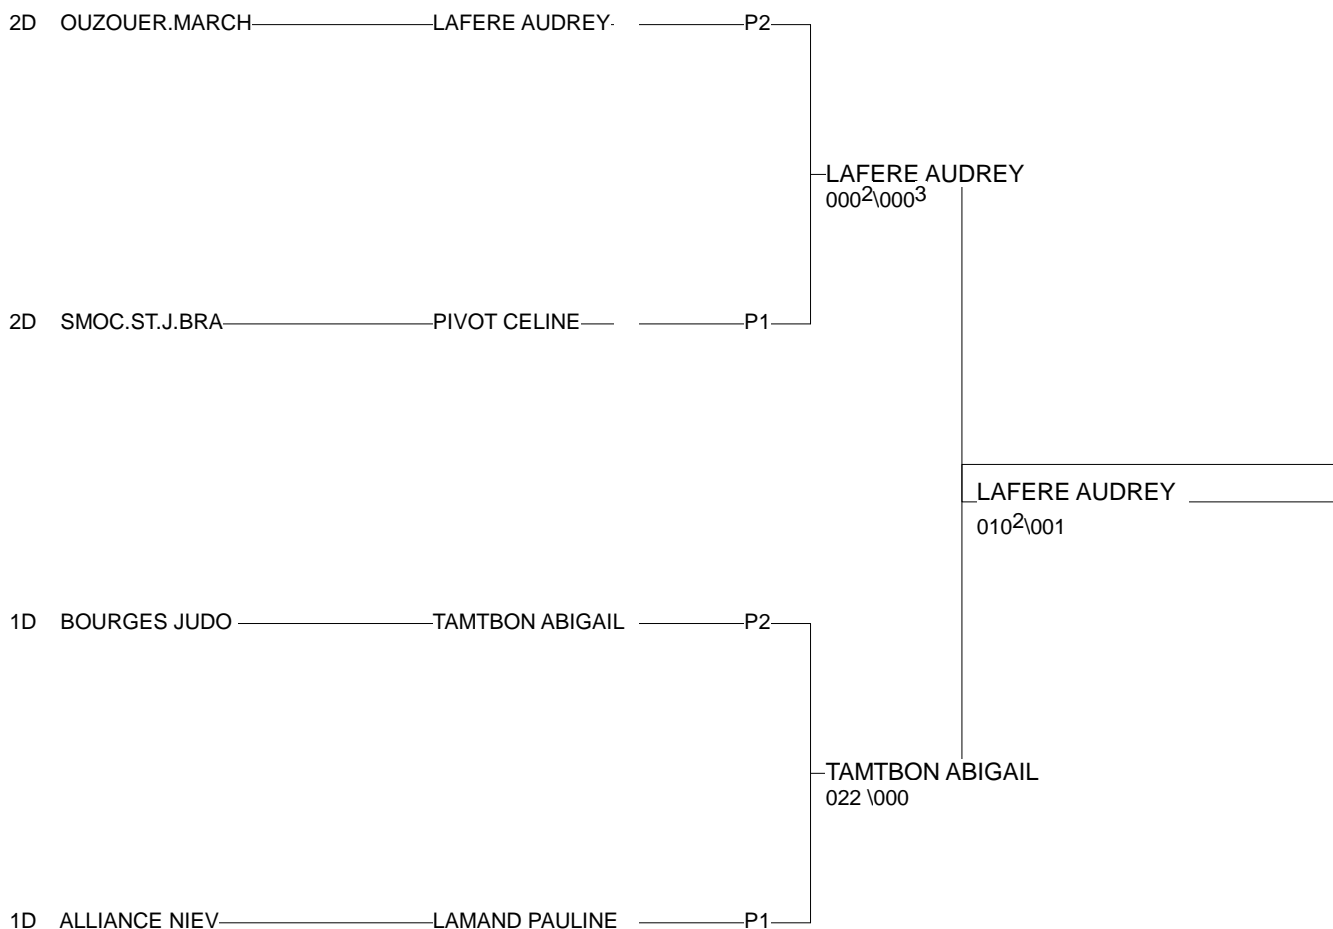 2D OUZOUER.MARCH LAFERE AUDREY P2
LAFERE AUDREY
000²\000³
2D SMOC.ST.J.BRA PIVOT CELINE P1
LAFERE AUDREY
010²\001
1D BOURGES JUDO TAMTBON ABIGAIL P2
TAMTBON ABIGAIL
022 \000
1D ALLIANCE NIEV LAMAND PAULINE P1